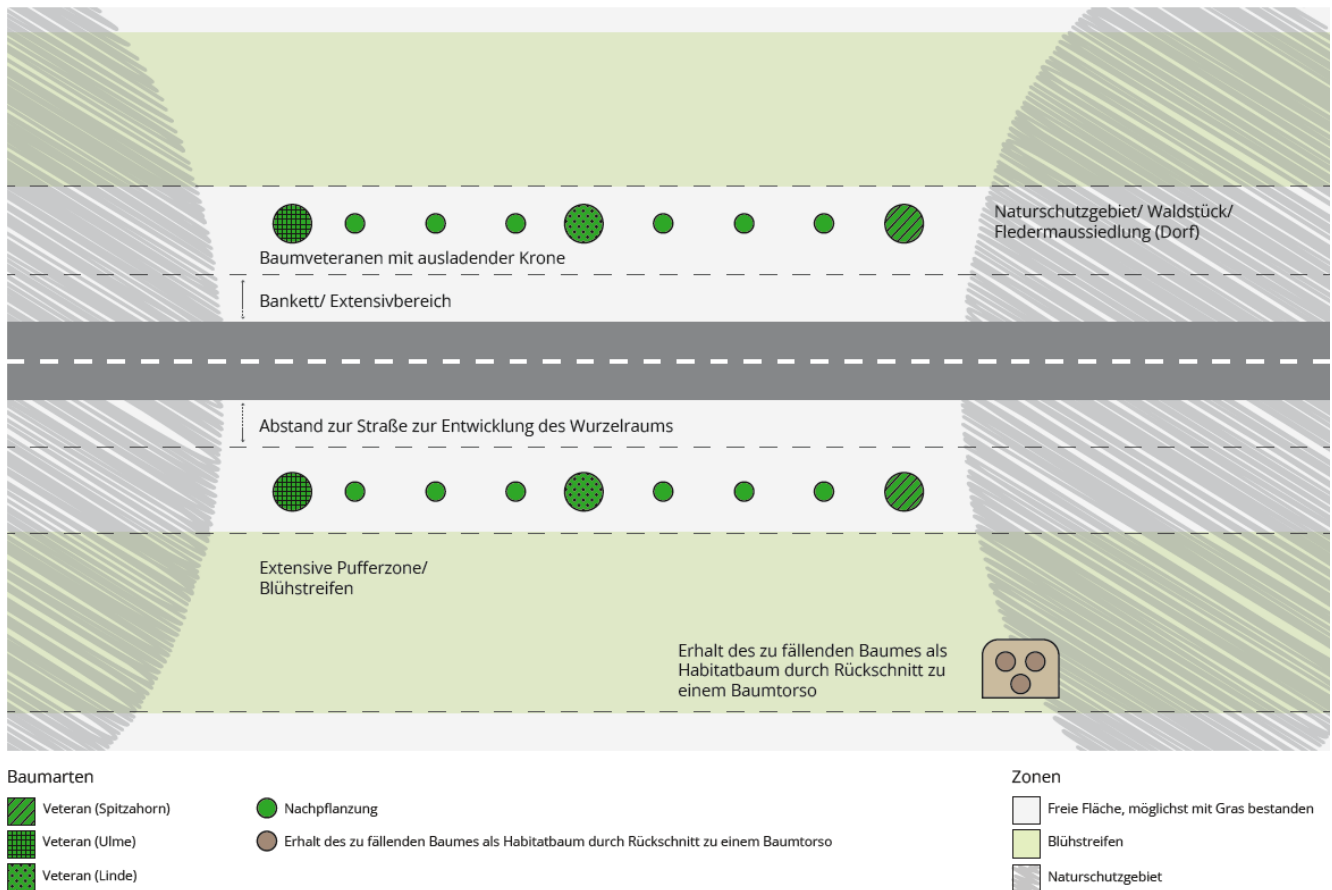 Naturschutzgebiet/ Waldstück/
Fledermaussiedlung (Dorf)
Baumveteranen mit ausladender Krone
Bankett/ Extensivbereich
Abstand zur Straße zur Entwicklung des Wurzelraums
Extensive Pufferzone/
Blühstreifen
Erhalt des zu fällenden Baumes als
Habitatbaum durch Rückschnitt zu
einem Baumtorso
Baumarten
Veteran (Spitzahorn)
Veteran (Ulme)
Veteran (Linde)
Nachpflanzung
Erhalt des zu fällenden Baumes als Habitatbaum durch Rückschnitt zu einem Baumtorso
Zonen
Freie Fläche, möglichst mit Gras bestanden
Blühstreifen
Naturschutzgebiet